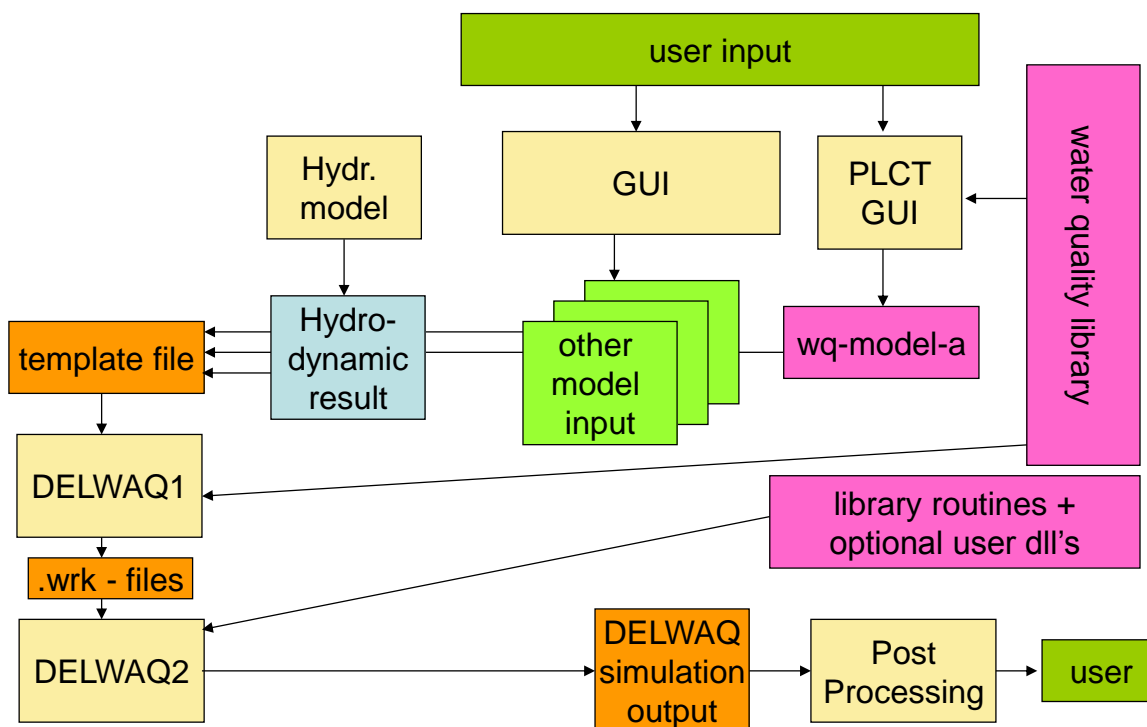 user input
Hydr.
model
GUI
PLCT
GUI
water quality library
template file
Hydro-
dynamic
result
other
model
input
wq-model-a
DELWAQ1
library routines +
optional user dll's
.wrk - files
DELWAQ2
DELWAQ
simulation
output
Post
Processing
user